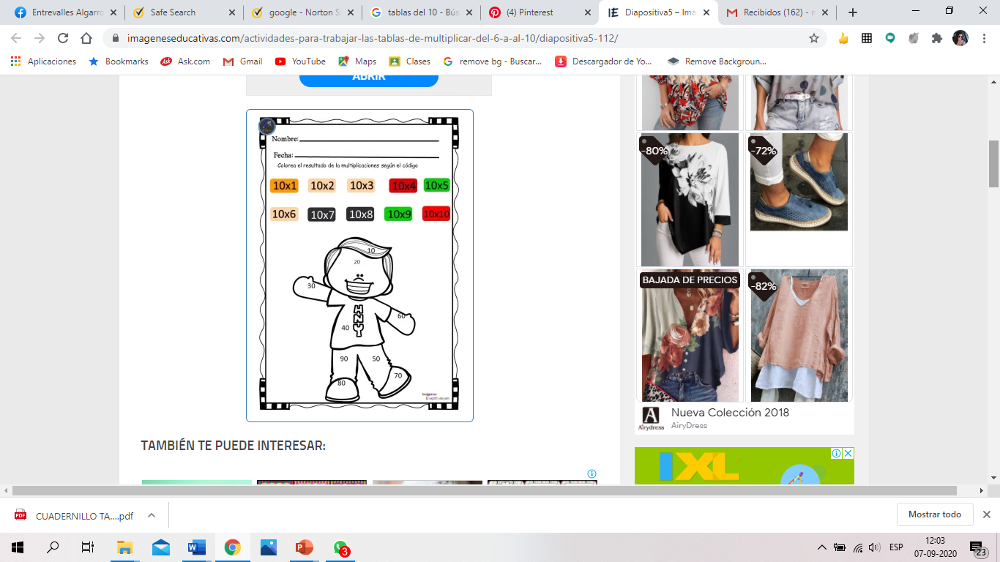 Entrevalles Algarro
Safe Search
google - Norton S
tablas del 10 - Bús
(4) Pinterest
Diapositiva5 – Ima
Recibidos (162) - m
imageneseducativas.com/actividades-para-trabajar-las-tablas-de-multiplicar-del-6-a-al-10/diapositiva5-112/
Aplicaciones
Bookmarks
Ask
Ask.com
Gmail
YouTube
Maps
Clases
remove bg - Buscar...
Descargador de Yo...
Remove Backgroun...
ABRIR
Nombre:
Fecha:
Colorea el resultado de la multiplicaciones según el código
10x1 10x2 10x3 10x4 10x5
10x6 10x7 10x8 10x9 10x10
10
20
30
60
40
90 50
70
80
TAMBIÉN TE PUEDE INTERESAR:
-80%
-72%
BAJADA DE PRECIOS
-82%
A
Airydress
Nueva Colección 2018
AiryDress
IXL
PDF
CUADERNILLO TA....pdf
Mostrar todo
3
ESP
12:03
07-09-2020
23